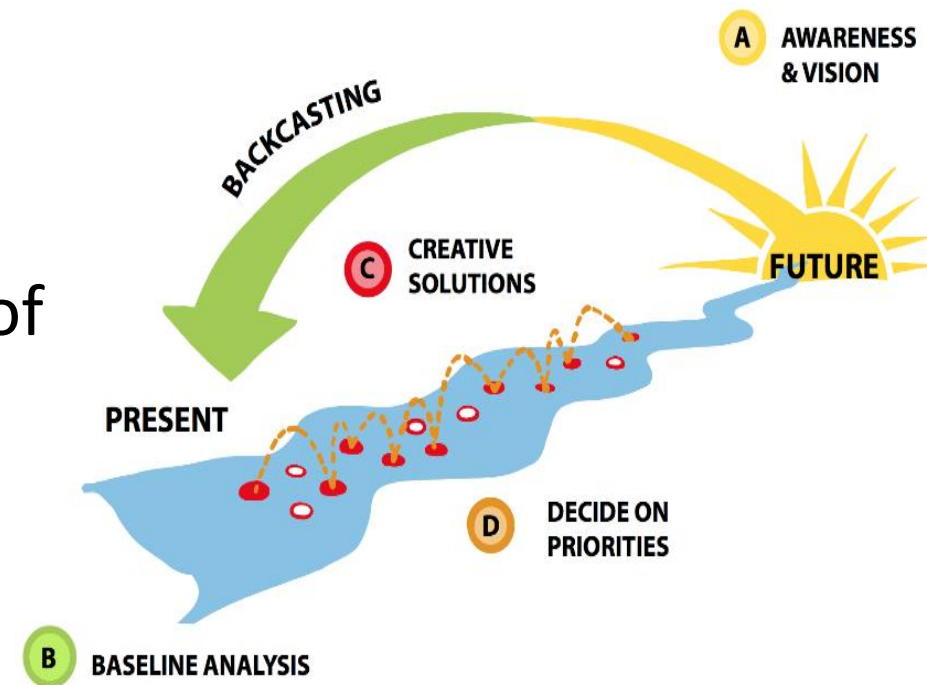 A
AWARENESS
& VISION
BACKCASTING
FUTURE
C
CREATIVE
SOLUTIONS
of
PRESENT
D
DECIDE ON
PRIORITIES
B
BASELINE ANALYSIS